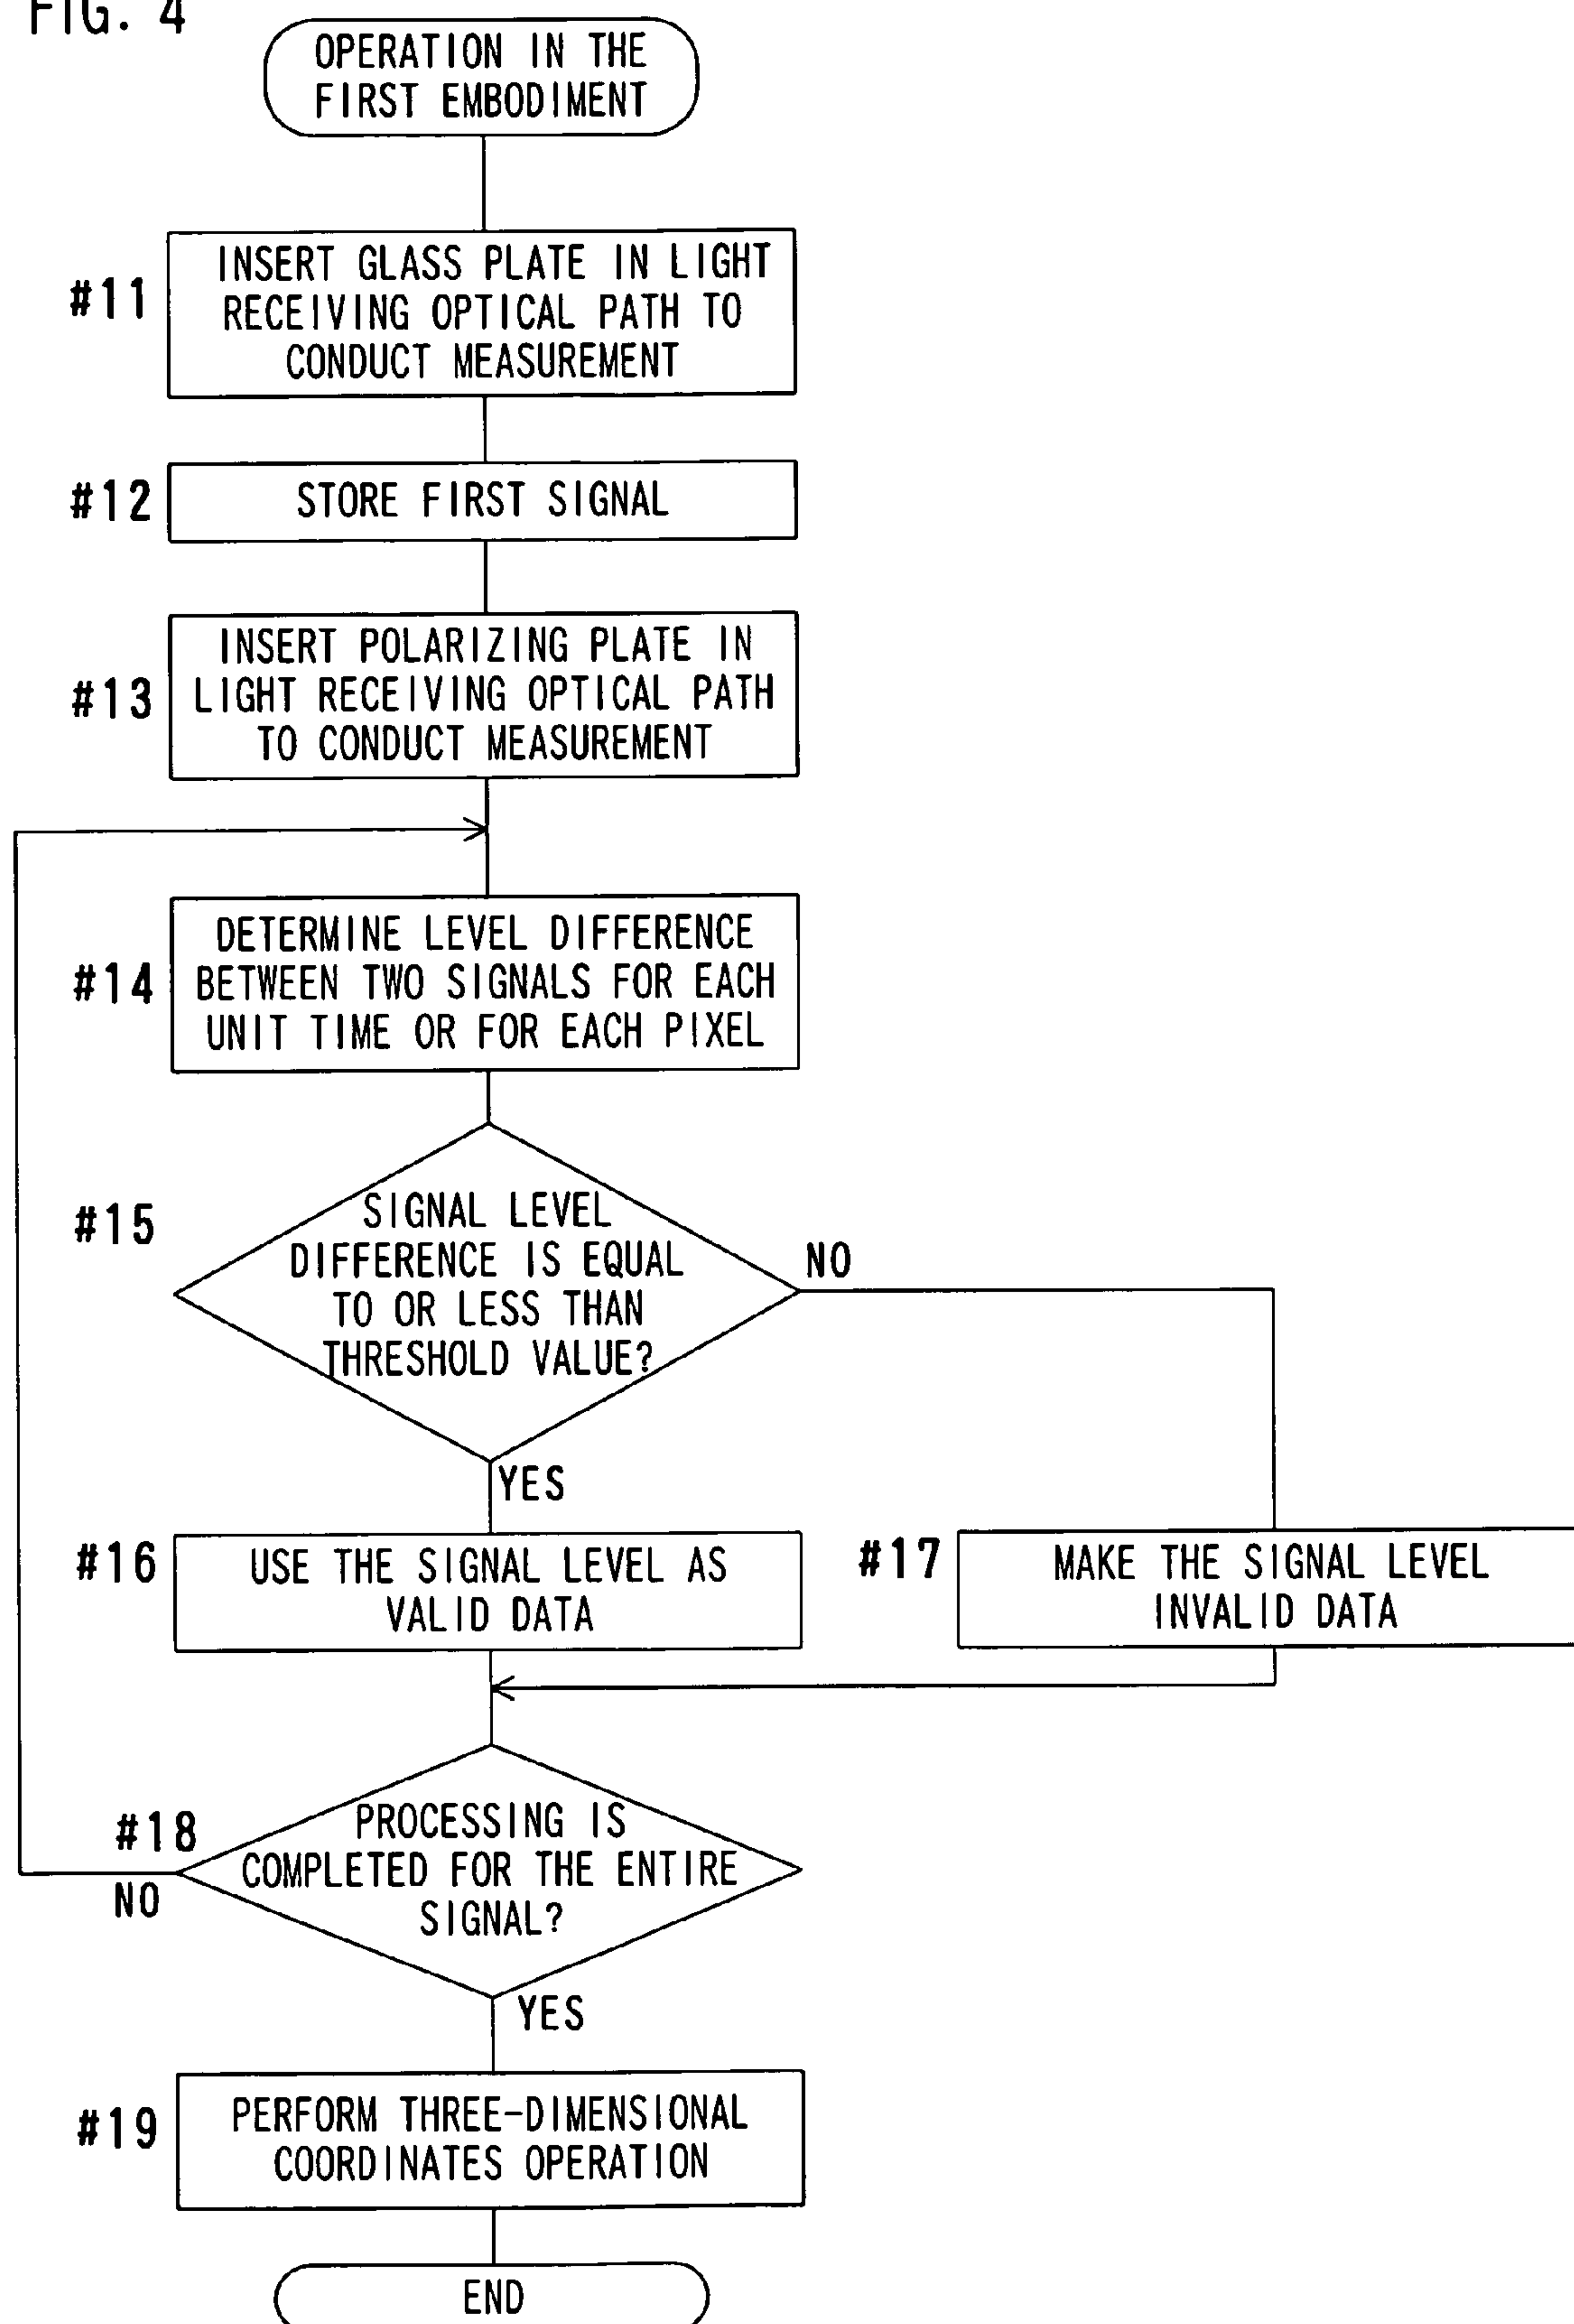 FIG. 4
OPERATION IN THE
FIRST EMBODIMENT
#11
INSERT GLASS PLATE IN LIGHT
RECEIVING OPTICAL PATH TO
CONDUCT MEASUREMENT
#12
STORE FIRST SIGNAL
#13
INSERT POLARIZING PLATE IN
LIGHT RECEIVING OPTICAL PATH
TO CONDUCT MEASUREMENT
#14
DETERMINE LEVEL DIFFERENCE
BETWEEN TWO SIGNALS FOR EACH
UNIT TIME OR FOR EACH PIXEL
#15
SIGNAL LEVEL
DIFFERENCE IS EQUAL
TO OR LESS THAN
THRESHOLD VALUE?
NO
YES
#16
USE THE SIGNAL LEVEL AS
VALID DATA
#17
MAKE THE SIGNAL LEVEL
INVALID DATA
#18
PROCESSING IS
COMPLETED FOR THE ENTIRE
SIGNAL?
NO
YES
#19
PERFORM THREE-DIMENSIONAL
COORDINATES OPERATION
END